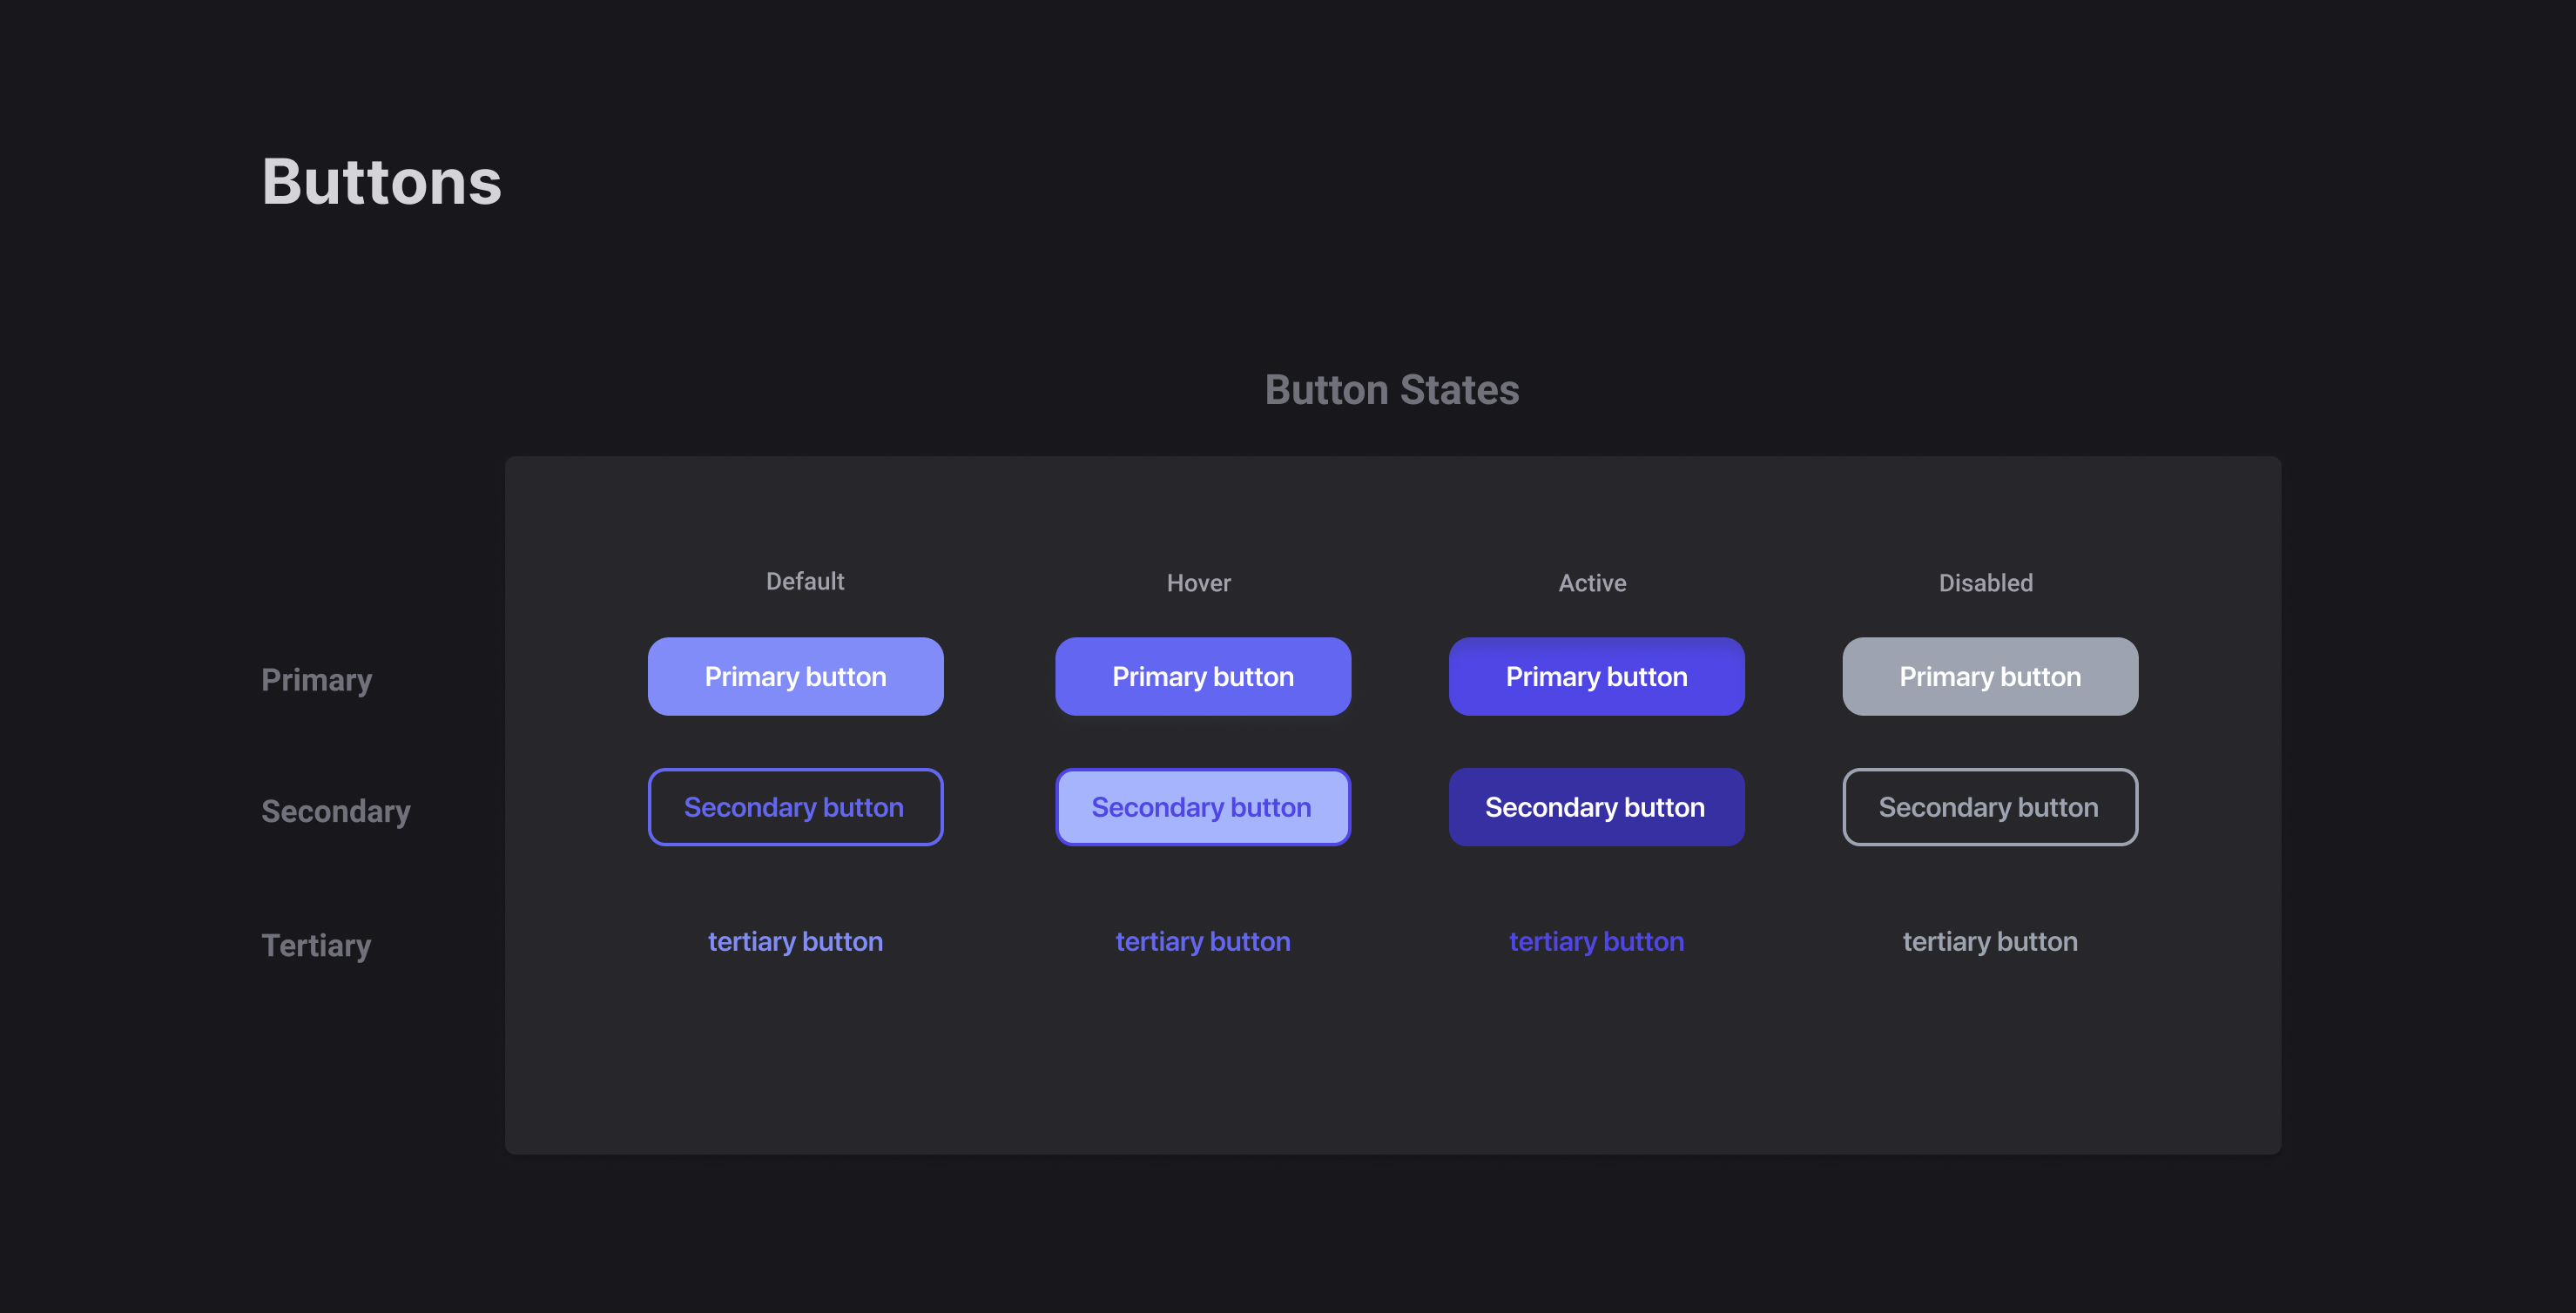 Buttons
Button States
Default Hover Active Disabled
Primary Primary button Primary button Primary button Primary button
Secondary Secondary button Secondary button Secondary button Secondary button
Tertiary tertiary button tertiary button tertiary button tertiary button